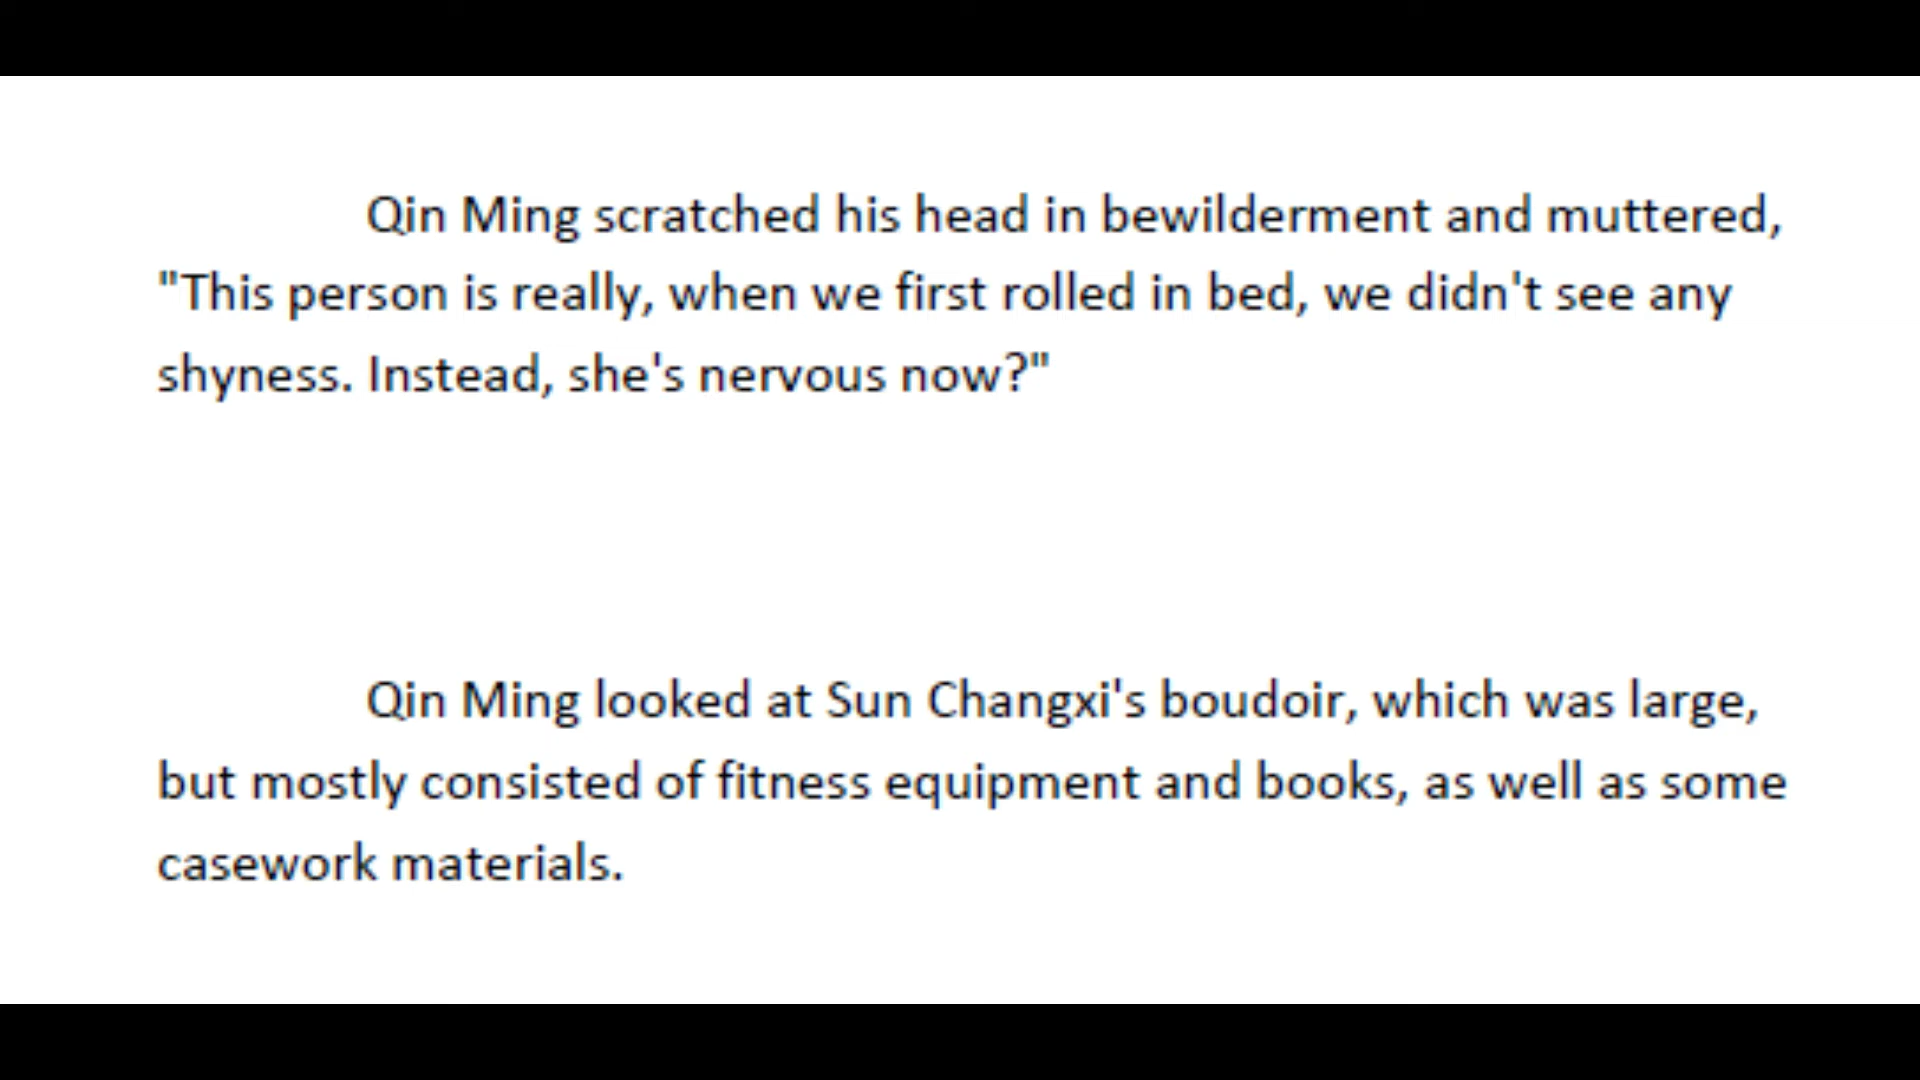 Qin Ming scratched his head in bewilderment and muttered,
"This person is really, when we first rolled in bed, we didn't see any
shyness. Instead, she's nervous now?"
Qin Ming looked at Sun Changxi's boudoir, which was large,
but mostly consisted of fitness equipment and books, as well as some
casework materials.